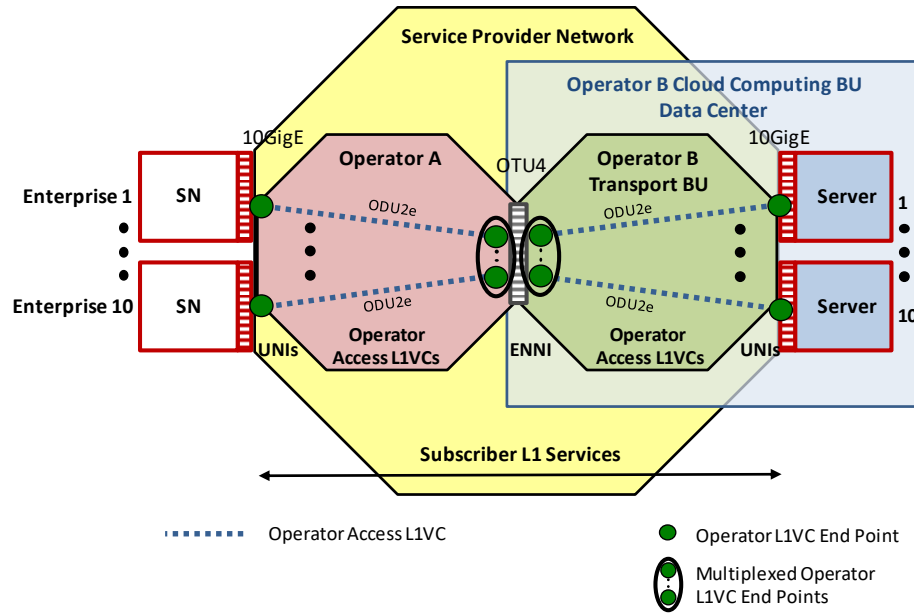 Service Provider Network
Operator B Cloud Computing BU
Data Center
10GigE
10GigE
Operator A
OTU4
Operator B
Transport BU
Enterprise 1
SN
ODU2e
ODU2e
Server
1
Enterprise 10
SN
ODU2e
ODU2e
Server
10
UNIs
Operator
Access L1VCs
ENNI
Operator
Access L1VCs
UNIs
Subscriber L1 Services
Operator Access L1VC
Operator L1VC End Point
Multiplexed Operator
L1VC End Points